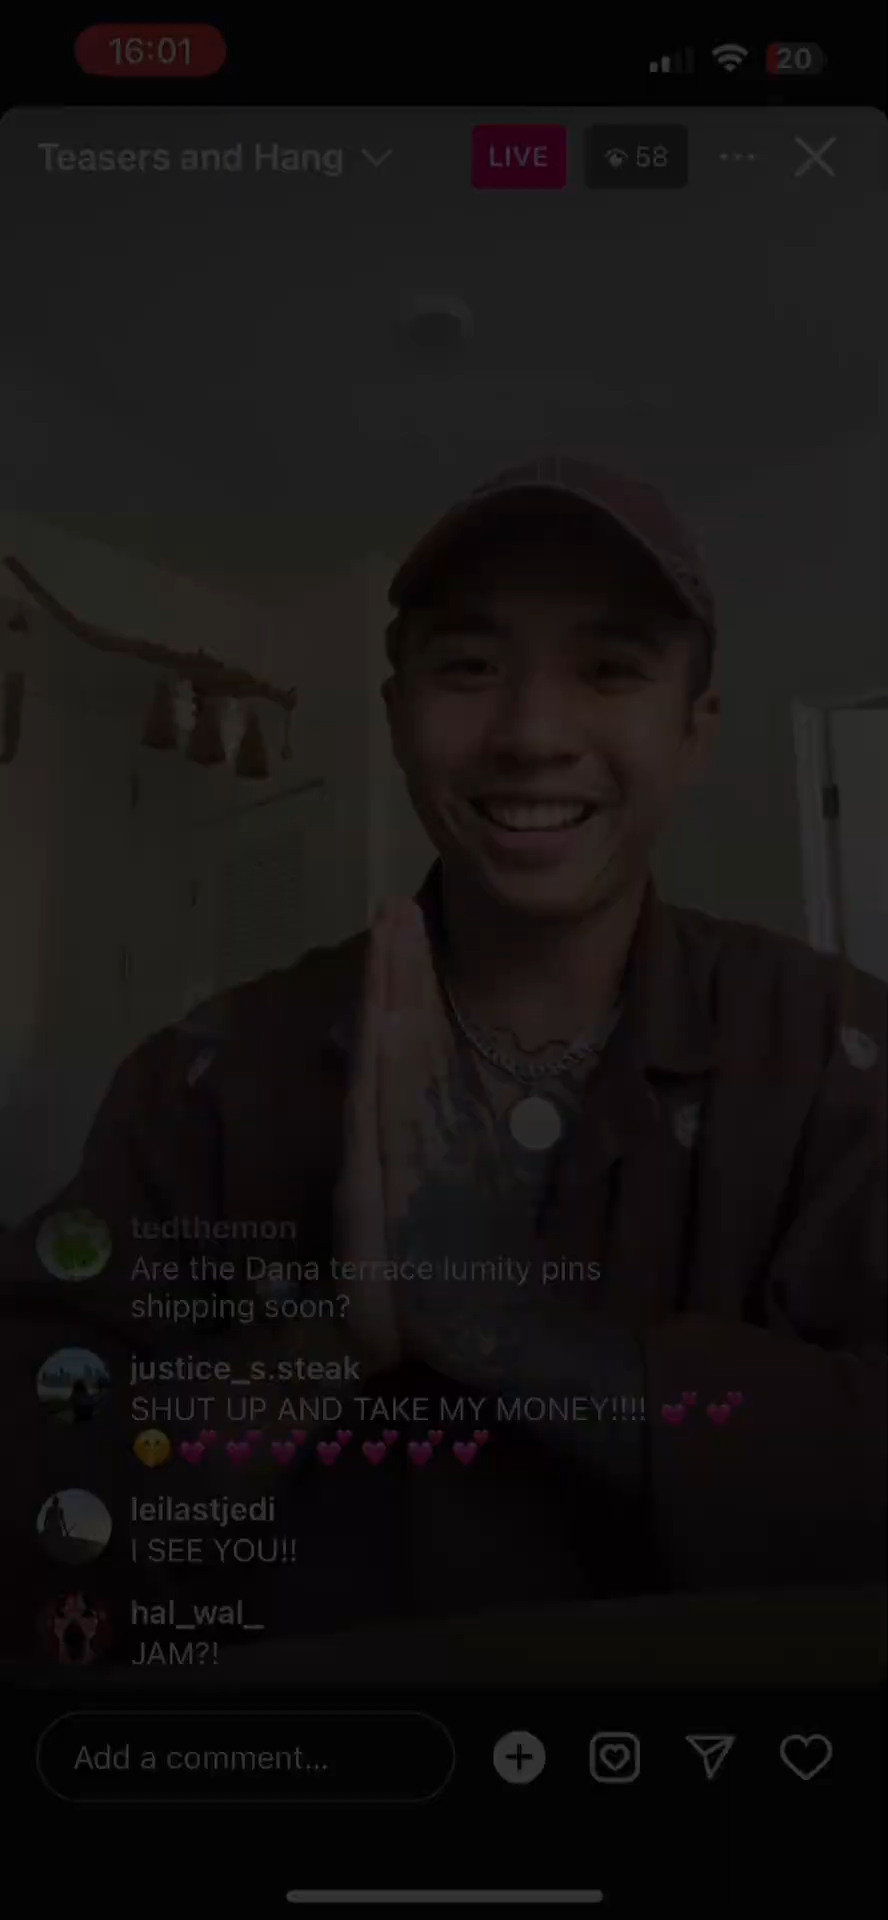 16:01
20
Teasers and Hang
LIVE
58
tedthemon
Are the Dana terrace lumity pins
shipping soon?
justice_s.steak
SHUT UP AND TAKE MY MONEY!!!! 💕 💕
🤭 💕 💕 💕 💕 💕 💕 💕
leilastjedi
I SEE YOU!!
hal_wal_
JAM?!
Add a comment...